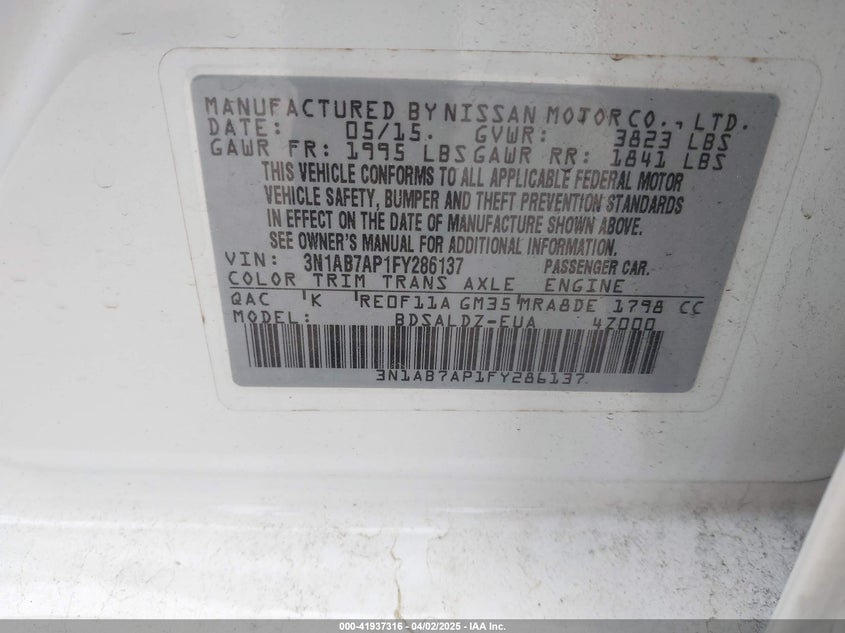 MANUFACTURED BY NISSAN MOTOR CO., LTD.
DATE: 05/15. GVWR: 3823 LBS
GAWR FR: 1995 LBS GAWR RR: 1841 LBS
THIS VEHICLE CONFORMS TO ALL APPLICABLE FEDERAL MOTOR
VEHICLE SAFETY, BUMPER AND THEFT PREVENTION STANDARDS
IN EFFECT ON THE DATE OF MANUFACTURE SHOWN ABOVE.
SEE OWNER'S MANUAL FOR ADDITIONAL INFORMATION.
VIN: 3N1AB7AP1FY286137 PASSENGER CAR.
COLOR TRIM TRANS AXLE ENGINE
QAC K RE0F11A GM35 MRA8DE 1798 CC
MODEL: BDSALDZ-EUA 4Z000
3N1AB7AP1FY286137
000-41937316 - 04/02/2025 - IAA Inc.